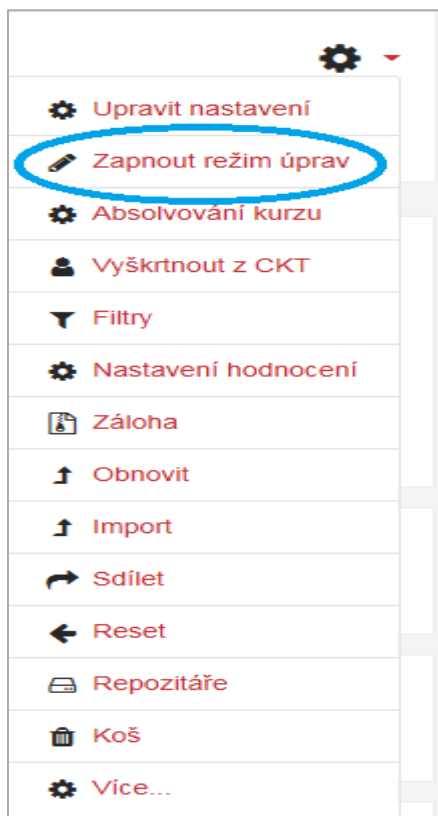 Upravit nastavení
Zapnout režim úprav
Absolvování kurzu
Vyškrtnout z CKT
Filtry
Nastavení hodnocení
Záloha
Obnovit
Import
Sdílet
Reset
Repozitáře
Koš
Více...